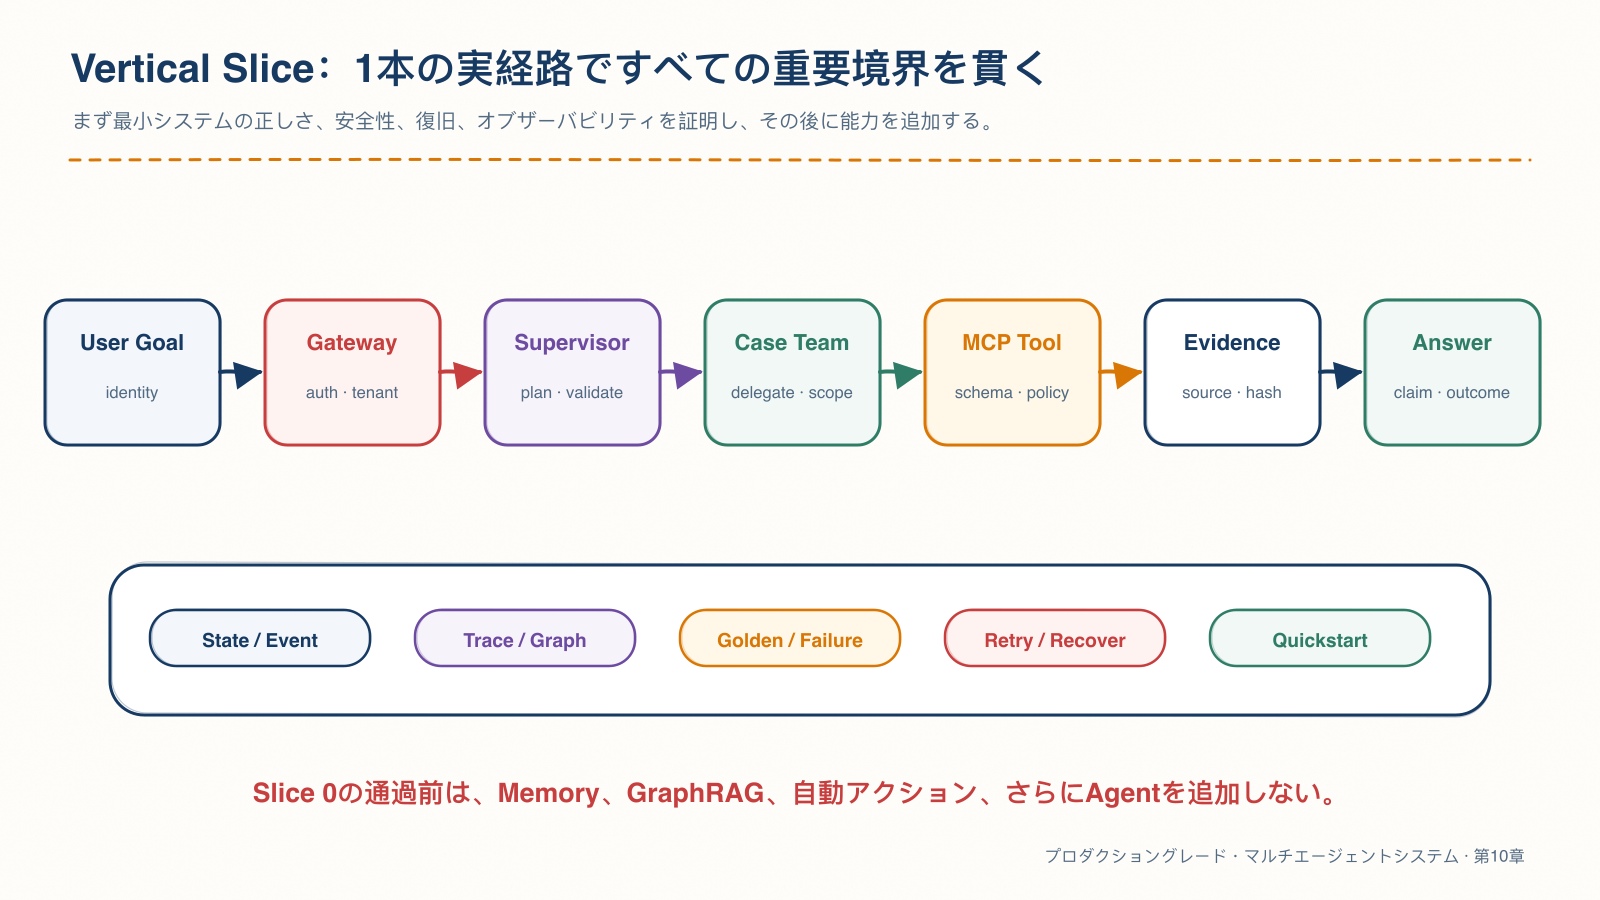 Vertical Slice：1本の実経路ですべての重要境界を貫く
まず最小システムの正しさ、安全性、復旧、オブザーバビリティを証明し、その後に能力を追加する。
User Goal
identity
Gateway
auth · tenant
Supervisor
plan · validate
Case Team
delegate · scope
MCP Tool
schema · policy
Evidence
source · hash
Answer
claim · outcome
State / Event
Trace / Graph
Golden / Failure
Retry / Recover
Quickstart
Slice 0の通過前は、Memory、GraphRAG、自動アクション、さらにAgentを追加しない。
プロダクショングレード · マルチエージェントシステム · 第10章